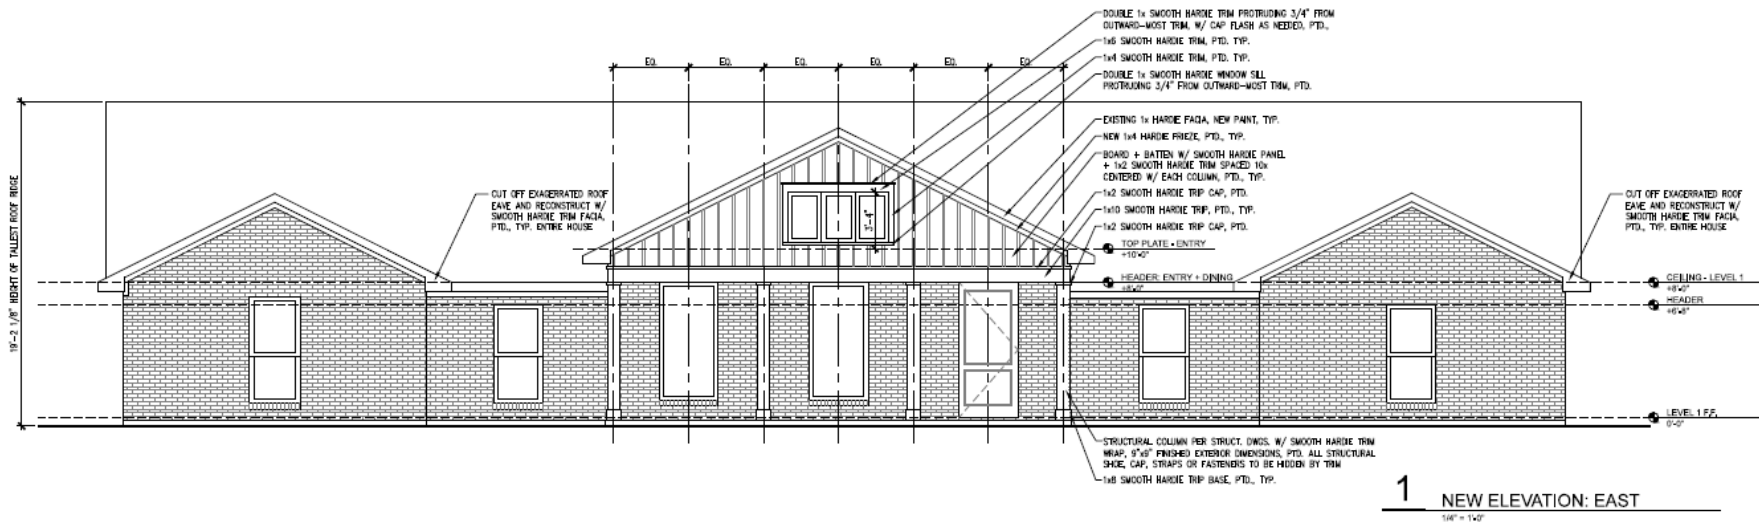 DOUBLE 1x SMOOTH HARDIE TRIM PROTRUDING 3/4" FROM
OUTWARD-MOST TRIM, W/ CAP FLASH AS NEEDED, PTD.,
1x6 SMOOTH HARDIE TRIM, PTD. TYP.
1x4 SMOOTH HARDIE TRIM, PTD. TYP.
DOUBLE 1x SMOOTH HARDIE WINDOW SILL
PROTRUDING 3/4" FROM OUTWARD-MOST TRIM, PTD.
EQ. EQ. EQ. EQ. EQ. EQ.
EXISTING 1x HARDIE FACIA, NEW PAINT, TYP.
NEW 1x4 HARDIE FRIEZE, PTD., TYP.
BOARD + BATTEN W/ SMOOTH HARDIE PANEL
+ 1x2 SMOOTH HARDIE TRIM SPACED 10x
CENTERED W/ EACH COLUMN, PTD., TYP.
1x2 SMOOTH HARDIE TRIP CAP, PTD.
1x10 SMOOTH HARDIE TRIP, PTD., TYP.
1x2 SMOOTH HARDIE TRIP CAP, PTD.
CUT OFF EXAGERRATED ROOF
EAVE AND RECONSTRUCT W/
SMOOTH HARDIE TRIM FACIA,
PTD., TYP. ENTIRE HOUSE
CUT OFF EXAGERRATED ROOF
EAVE AND RECONSTRUCT W/
SMOOTH HARDIE TRIM FACIA,
PTD., TYP. ENTIRE HOUSE
19'-2 1/8" HEIGHT OF TALLEST ROOF RIDGE
3'-4"
TOP PLATE - ENTRY
+10'-0"
HEADER: ENTRY + DINING
+8'-0"
CEILING - LEVEL 1
+8'-0"
HEADER
+6'-8"
LEVEL 1 F.F.
0'-0"
STRUCTURAL COLUMN PER STRUCT. DWGS. W/ SMOOTH HARDIE TRIM
WRAP, 9"x9" FINISHED EXTERIOR DIMENSIONS, PTD. ALL STRUCTURAL
SHOE, CAP, STRAPS OR FASTENERS TO BE HIDDEN BY TRIM
1x8 SMOOTH HARDIE TRIP BASE, PTD., TYP.
1 NEW ELEVATION: EAST
1/4" = 1'-0"